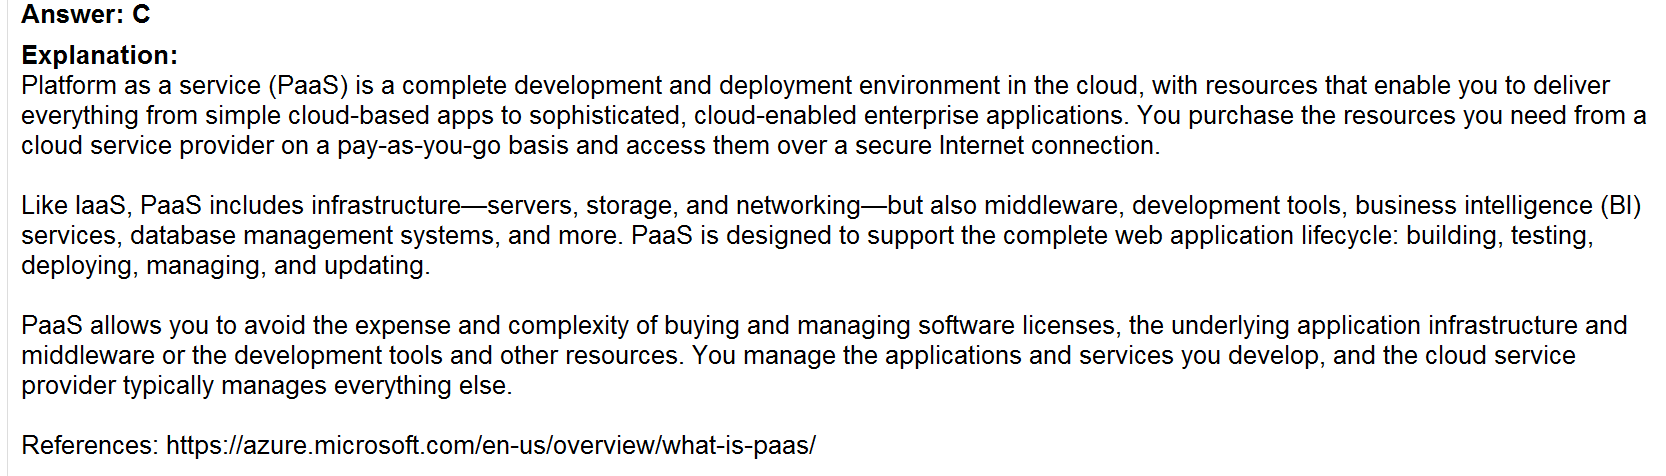 Answer: C
Explanation:
Platform as a service (PaaS) is a complete development and deployment environment in the cloud, with resources that enable you to deliver
everything from simple cloud-based apps to sophisticated, cloud-enabled enterprise applications. You purchase the resources you need from a
cloud service provider on a pay-as-you-go basis and access them over a secure Internet connection.
Like IaaS, PaaS includes infrastructure—servers, storage, and networking—but also middleware, development tools, business intelligence (BI)
services, database management systems, and more. PaaS is designed to support the complete web application lifecycle: building, testing,
deploying, managing, and updating.
PaaS allows you to avoid the expense and complexity of buying and managing software licenses, the underlying application infrastructure and
middleware or the development tools and other resources. You manage the applications and services you develop, and the cloud service
provider typically manages everything else.
References: https://azure.microsoft.com/en-us/overview/what-is-paas/